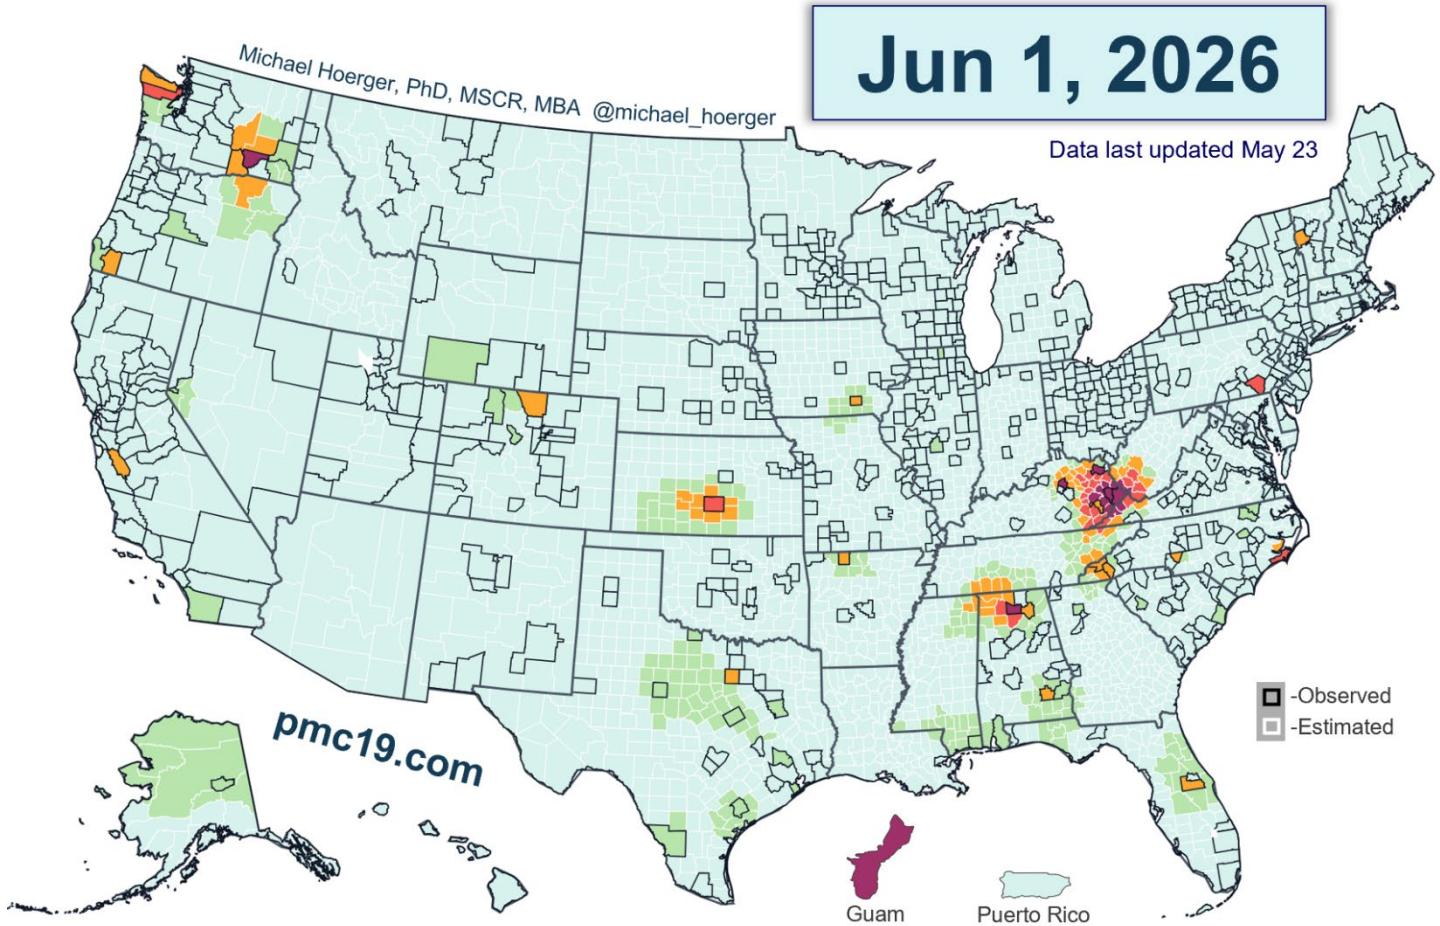 Jun 1, 2026
Michael Hoerger, PhD, MSCR, MBA @michael_hoerger
Data last updated May 23
-Observed
-Estimated
pmc19.com
Guam
Puerto Rico